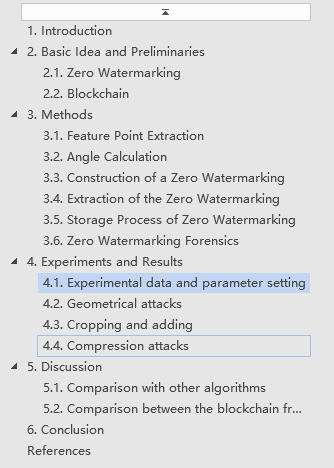 1. Introduction
2. Basic Idea and Preliminaries
2.1. Zero Watermarking
2.2. Blockchain
3. Methods
3.1. Feature Point Extraction
3.2. Angle Calculation
3.3. Construction of a Zero Watermarking
3.4. Extraction of the Zero Watermarking
3.5. Storage Process of Zero Watermarking
3.6. Zero Watermarking Forensics
4. Experiments and Results
4.1. Experimental data and parameter setting
4.2. Geometrical attacks
4.3. Cropping and adding
4.4. Compression attacks
5. Discussion
5.1. Comparison with other algorithms
5.2. Comparison between the blockchain fr...
6. Conclusion
References